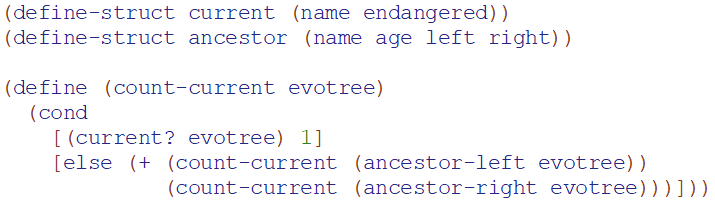 (define-struct current (name endangered))
(define-struct ancestor (name age left right))
(define (count-current evotree)
(cond
[(current? evotree) 1]
[else (+ (count-current (ancestor-left evotree))
(count-current (ancestor-right evotree)))]))